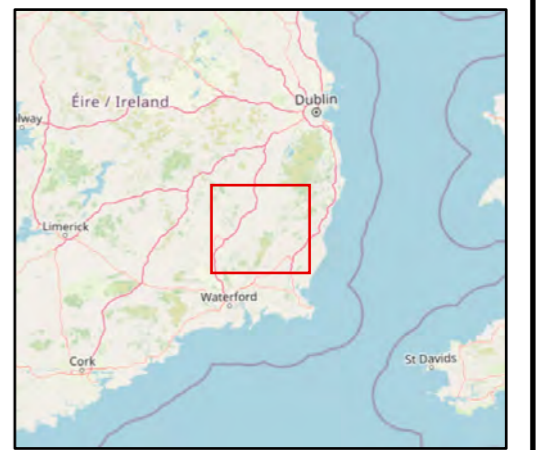 Éire / Ireland
Dublin
lway
Limerick
Waterford
Cork
St Davids